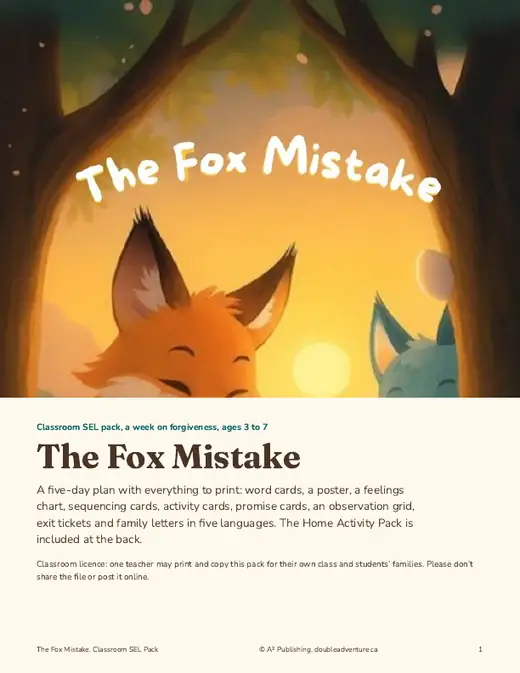 The Fox Mistake
Classroom SEL pack, a week on forgiveness, ages 3 to 7
The Fox Mistake
A five-day plan with everything to print: word cards, a poster, a feelings
chart, sequencing cards, activity cards, promise cards, an observation grid,
exit tickets and family letters in five languages. The Home Activity Pack is
included at the back.
Classroom licence: one teacher may print and copy this pack for their own class and students' families. Please don't
share the file or post it online.
The Fox Mistake. Classroom SEL Pack © A² Publishing, doubleadventure.ca 1